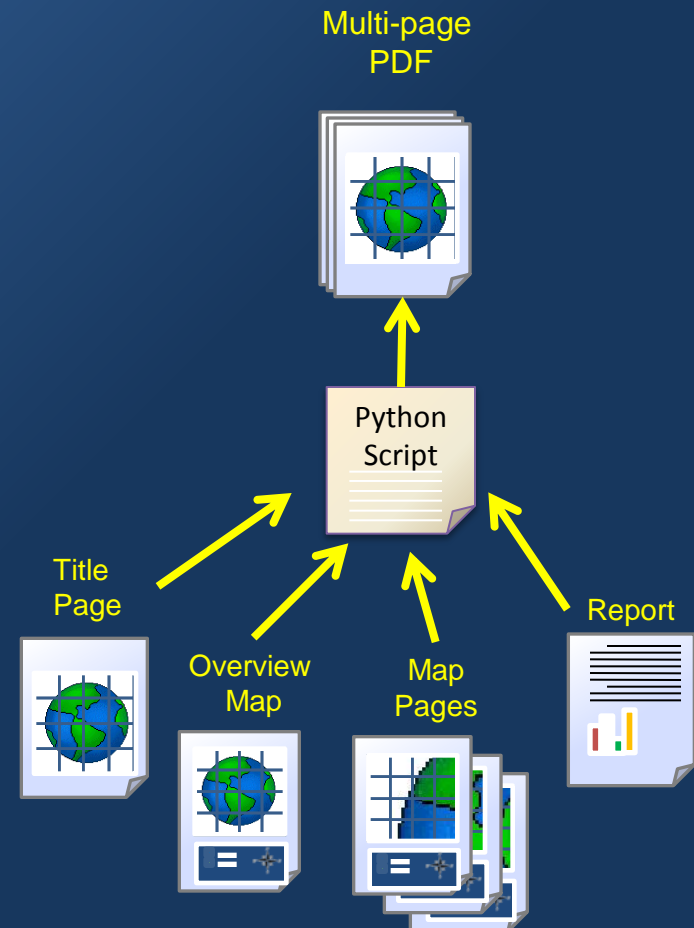 Multi-page
PDF
Python
Script
Title
Page
Overview
Map
Map
Pages
Report